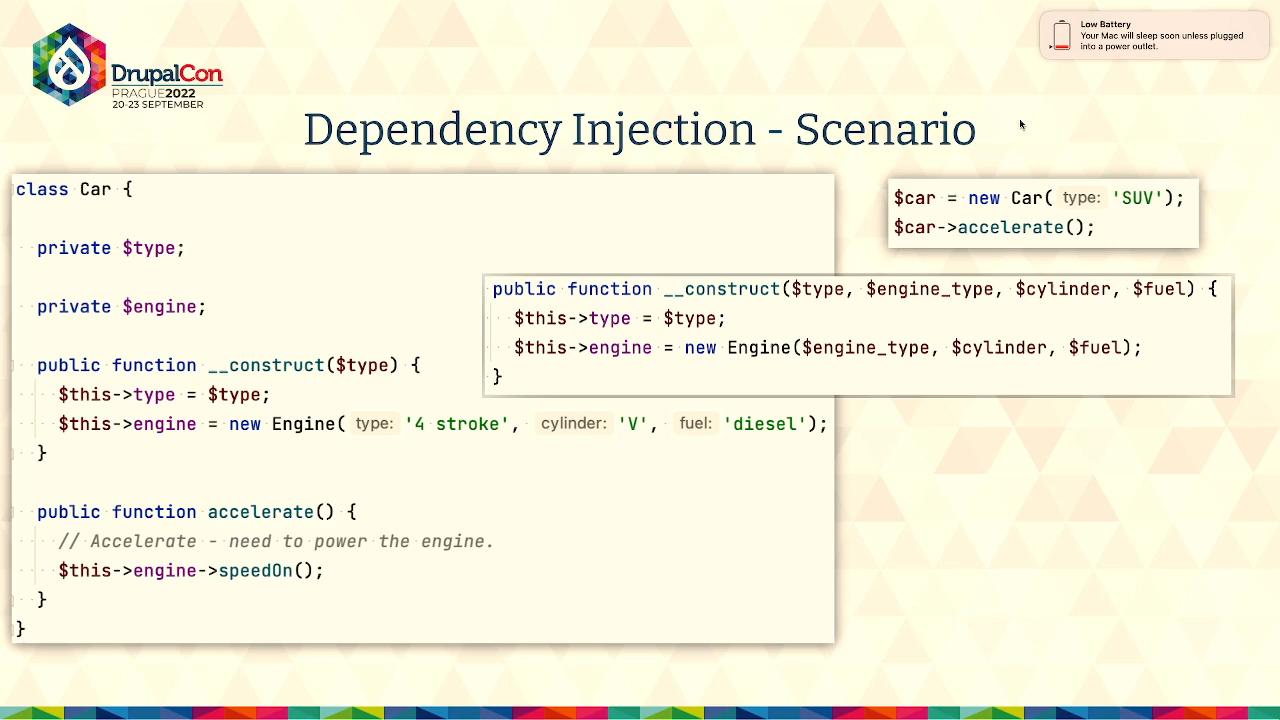 DrupalCon
PRAGUE2022
20-23 SEPTEMBER
Low Battery
Your Mac will sleep soon unless plugged
into a power outlet.
Dependency Injection - Scenario
class Car {
private $type;
private $engine;
public function __construct($type) {
$this->type = $type;
$this->engine = new Engine( type: '4 stroke', cylinder: 'V', fuel: 'diesel');
}
public function accelerate() {
// Accelerate - need to power the engine.
$this->engine->speedOn();
}
}
$car = new Car( type: 'SUV');
$car->accelerate();
public function __construct($type, $engine_type, $cylinder, $fuel) {
$this->type = $type;
$this->engine = new Engine($engine_type, $cylinder, $fuel);
}